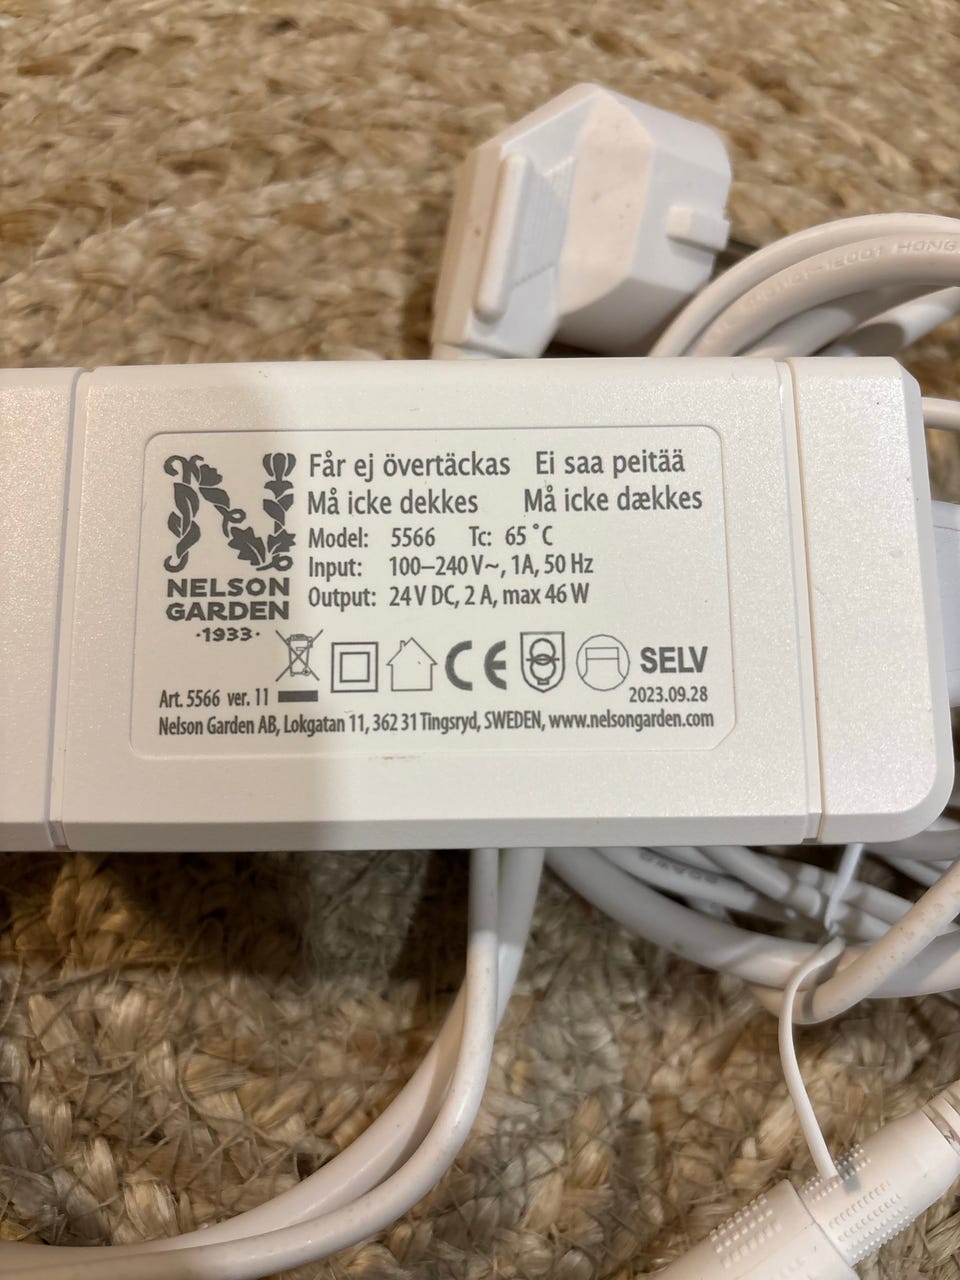 HONG
NELSON
GARDEN
·1933·
Får ej övertäckas Ei saa peitää
Må icke dekkes Må icke dækkes
Model: 5566 Tc: 65 °C
Input: 100–240 V~, 1A, 50 Hz
Output: 24 V DC, 2 A, max 46 W
CE
SELV
Art. 5566 ver. 11
2023.09.28
Nelson Garden AB, Lokgatan 11, 362 31 Tingsryd, SWEDEN, www.nelsongarden.com